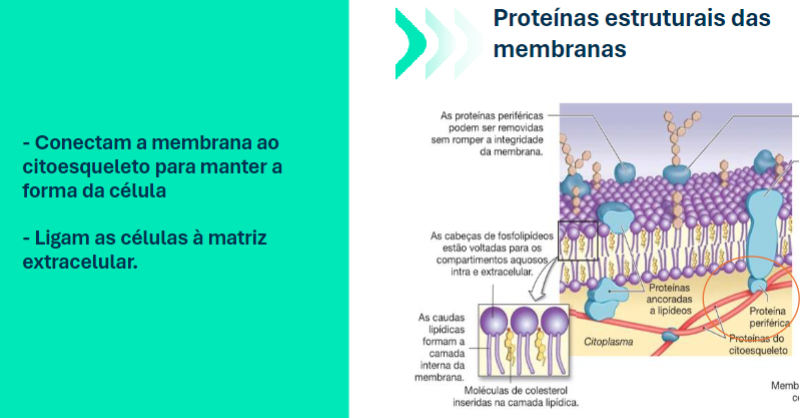 Proteínas estruturais das
membranas
- Conectam a membrana ao
citoesqueleto para manter a
forma da célula
- Ligam as células à matriz
extracelular.
As proteínas periféricas
podem ser removidas
sem romper a integridade
da membrana.
As cabeças de fosfolipídeos
estão voltadas para os
compartimentos aquosos
intra e extracelular.
As caudas
lipídicas
formam a
camada
interna da
membrana.
Moléculas de colesterol
inseridas na camada lipídica.
Proteínas
ancoradas
a lipídeos
Citoplasma
Proteína
periférica
Proteínas do
citoesqueleto
Memb